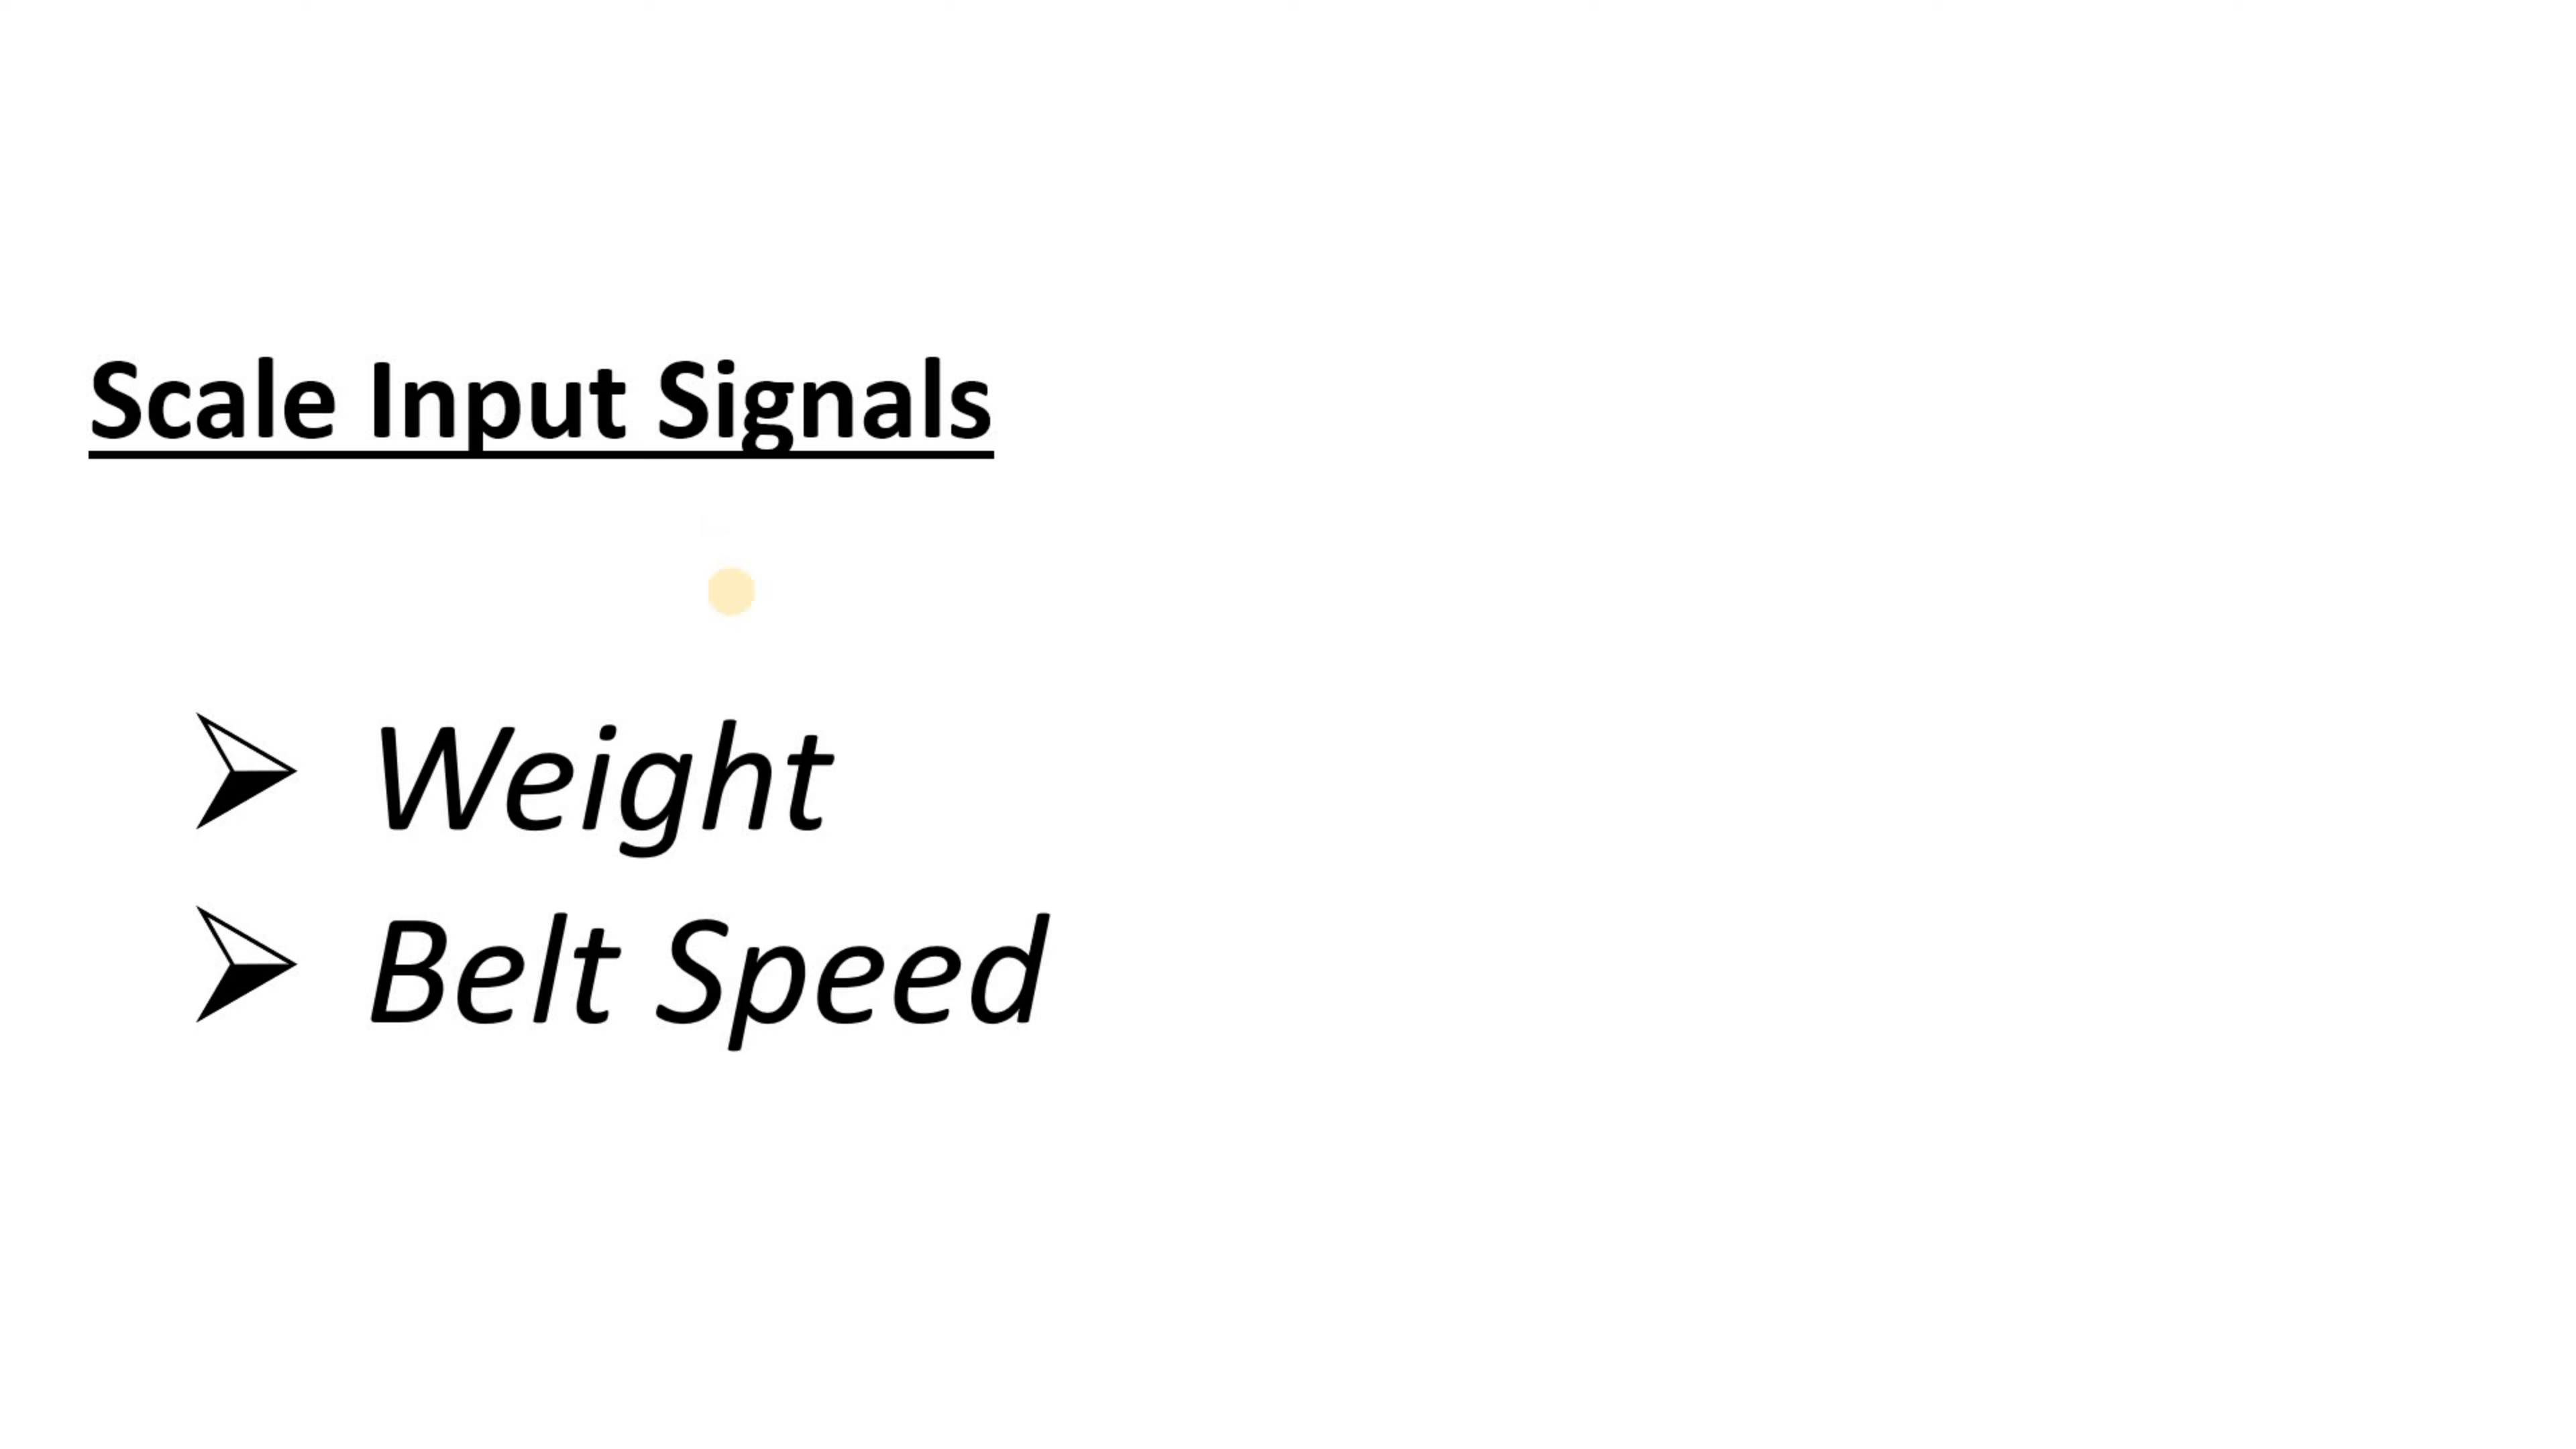 Scale Input Signals
➢ Weight
➢ Belt Speed